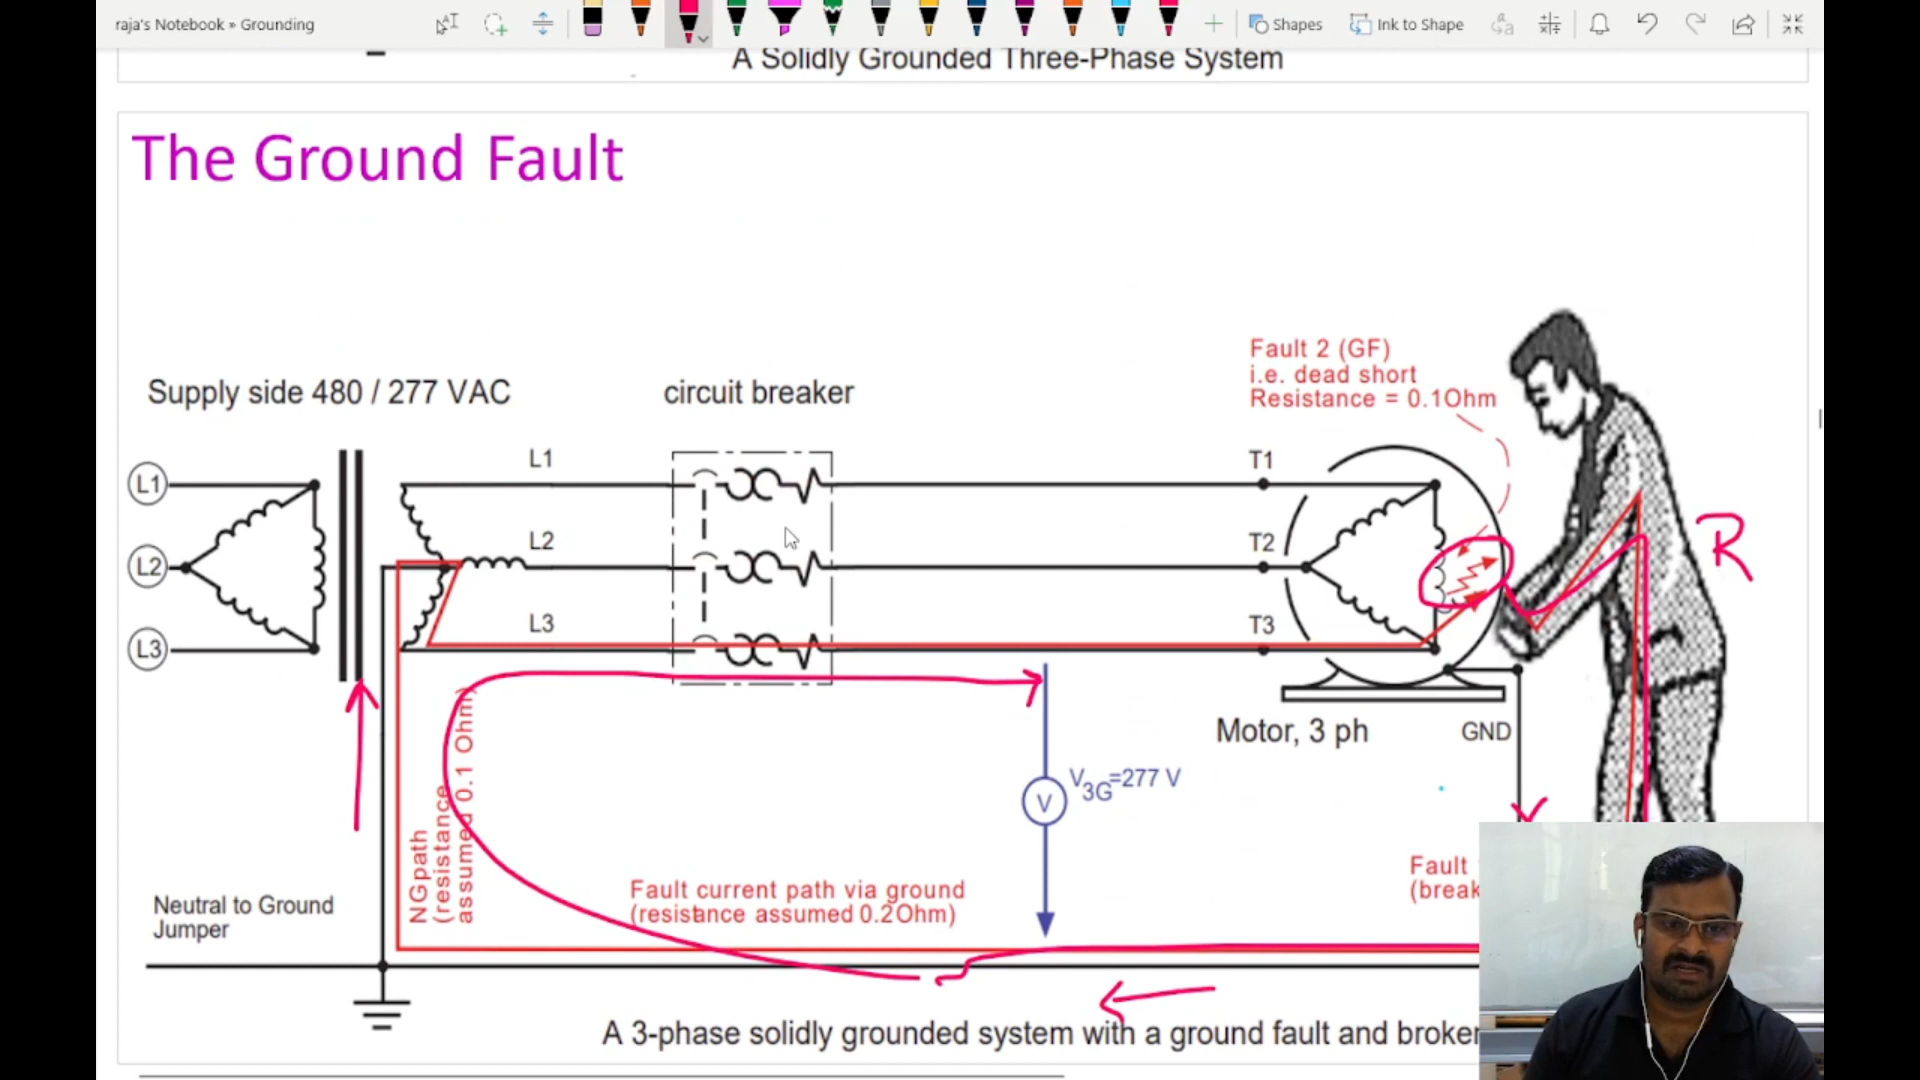 raja's Notebook » Grounding
Shapes
Ink to Shape
A Solidly Grounded Three-Phase System
The Ground Fault
Fault 2 (GF)
i.e. dead short
Resistance = 0.1Ohm
Supply side 480 / 277 VAC
circuit breaker
L1
L1
T1
R
L2
L2
T2
L3
L3
T3
Motor, 3 ph
GND
V3G=277 V
V
NGpath
(resistance
assumed 0.1 Ohm)
Fault current path via ground
(resistance assumed 0.2Ohm)
Fault
(break
Neutral to Ground
Jumper
A 3-phase solidly grounded system with a ground fault and broker